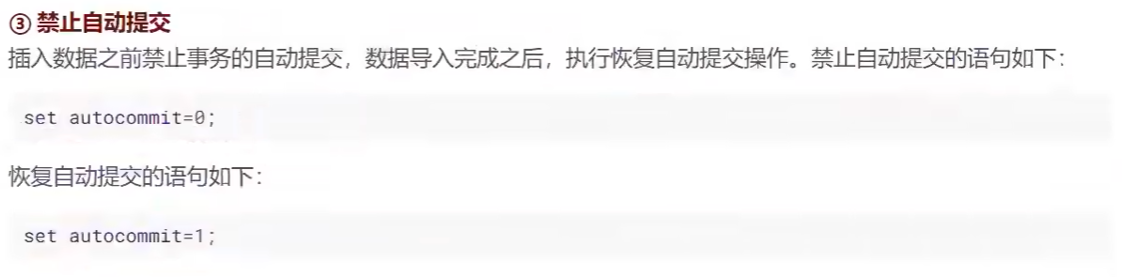 ③ 禁止自动提交
插入数据之前禁止事务的自动提交，数据导入完成之后，执行恢复自动提交操作。禁止自动提交的语句如下：
set autocommit=0;
恢复自动提交的语句如下：
set autocommit=1;